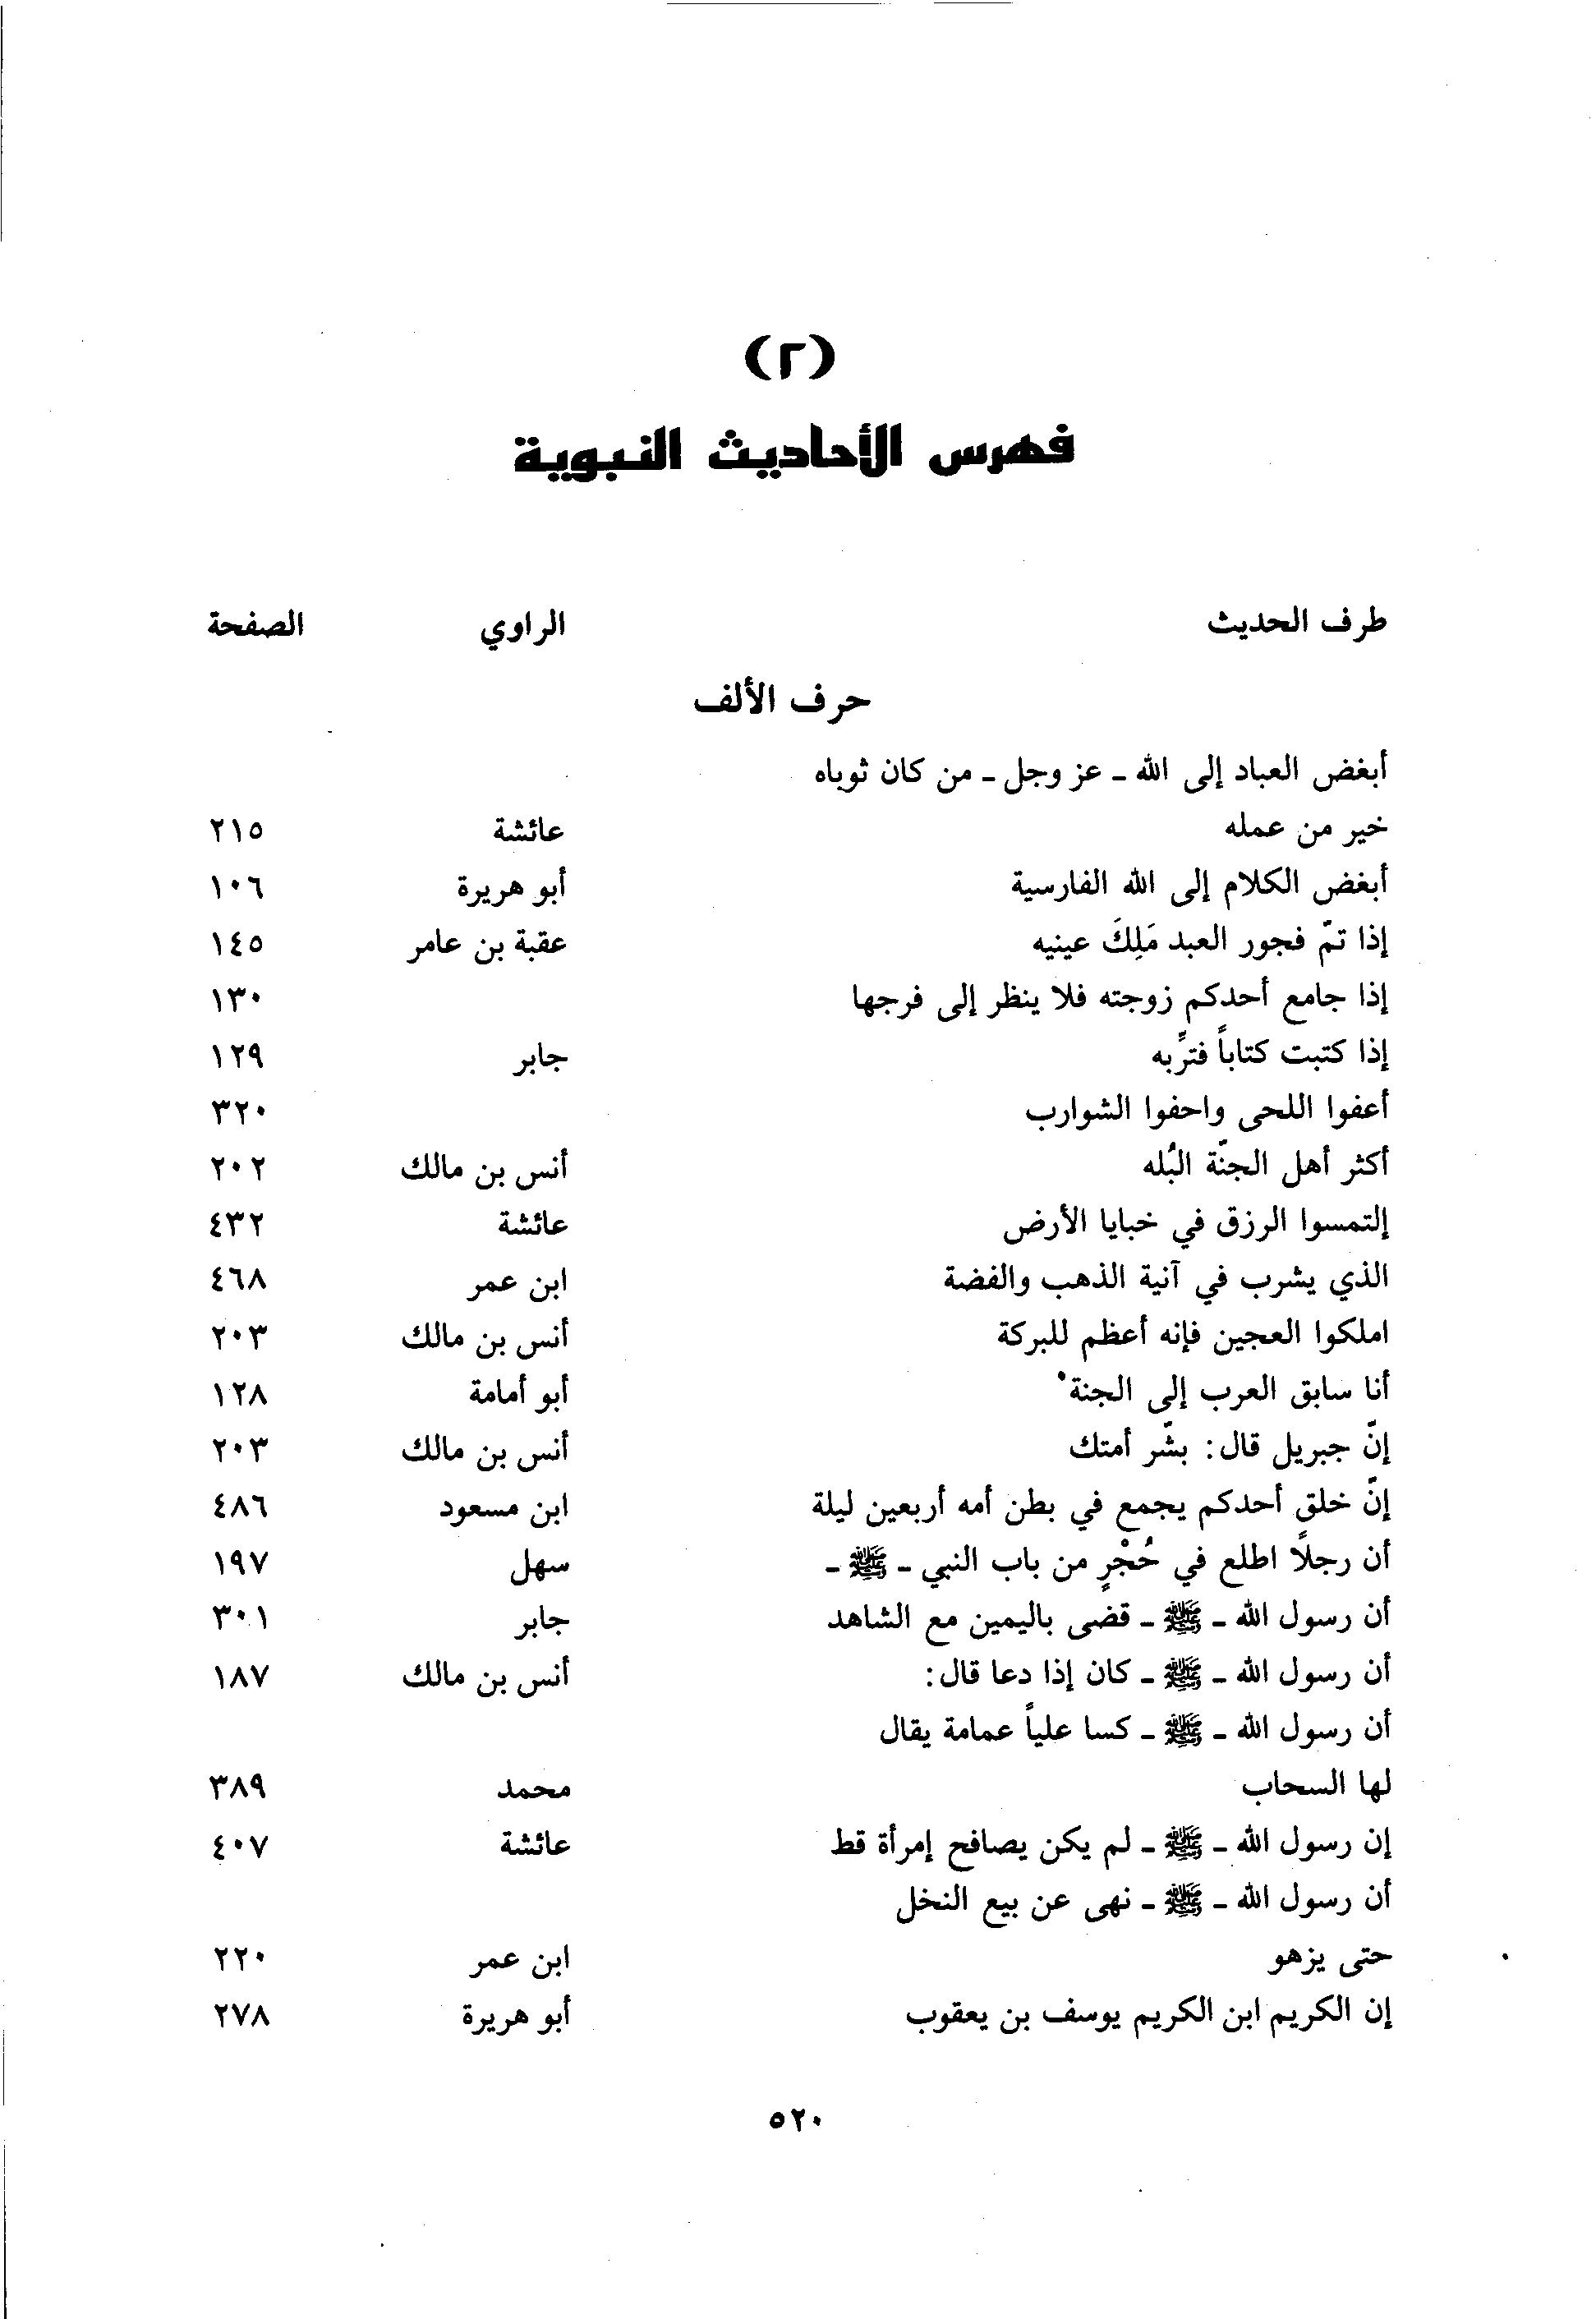 (٢)
فهرس الأحاديث النبوية
طرف الحديث الراوي الصفحة
حرف الألف
أبغض العباد إلى الله ـ عز وجل ـ من كان ثوباه
خير من عمله عائشة ٢١٥
أبغض الكلام إلى الله الفارسية أبو هريرة ١٠٦
إذا تمّ فجور العبد مَلِكَ عينيه عقبة بن عامر ١٤٥
إذا جامع أحدكم زوجته فلا ينظر إلى فرجها ١٣٠
إذا كتبت كتاباً فترِّبه جابر ١٢٩
أعفوا اللحى واحفوا الشوارب ٣٢٠
أكثر أهل الجنّة البُله أنس بن مالك ٢٠٢
إلتمسوا الرزق في خبايا الأرض عائشة ٤٣٢
الذي يشرب في آنية الذهب والفضة ابن عمر ٤٦٨
املكوا العجين فإنه أعظم للبركة أنس بن مالك ٢٠٣
أنا سابق العرب إلى الجنة أبو أمامة ١٢٨
إنّ جبريل قال: بشّر أمتك أنس بن مالك ٢٠٣
إنّ خلق أحدكم يجمع في بطن أمه أربعين ليلة ابن مسعود ٤٨٦
أن رجلًا اطلع في حُجْرٍ من باب النبي ـ ﷺ ـ سهل ١٩٧
أن رسول الله ـ ﷺ ـ قضى باليمين مع الشاهد جابر ٣٠١
أن رسول الله ـ ﷺ ـ كان إذا دعا قال: أنس بن مالك ١٨٧
أن رسول الله ـ ﷺ ـ كسا علياً عمامة يقال
لها السحاب محمد ٣٨٩
إن رسول الله ـ ﷺ ـ لم يكن يصافح إمرأة قط عائشة ٤٠٧
أن رسول الله ـ ﷺ ـ نهى عن بيع النخل
حتى يزهو ابن عمر ٢٢٠
إن الكريم ابن الكريم يوسف بن يعقوب أبو هريرة ٢٧٨
٥٢٠